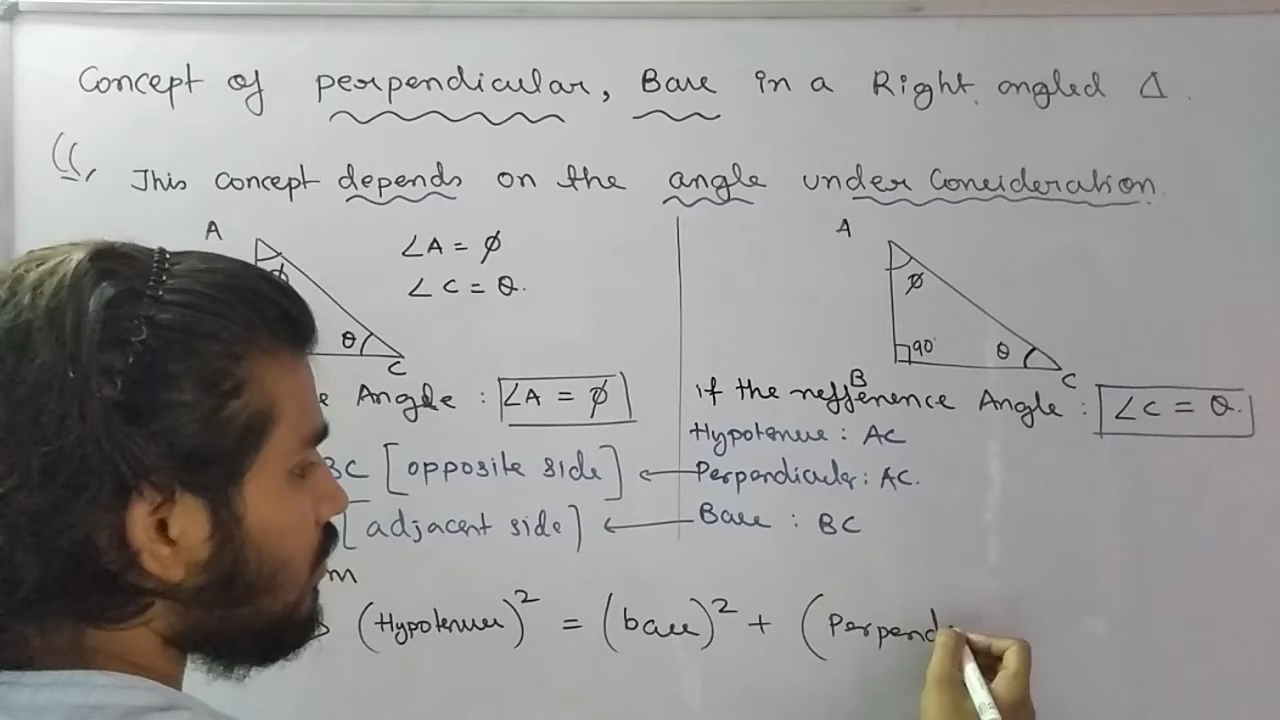 Concept of perpendicular, Base in a Right angled Δ.
This concept depends on the angle under Consideration.
A
∠A = φ
∠C = θ.
φ
θ
C
e Angle : ∠A = φ
BC [opposite side]
[adjacent side]
m
A
φ
90°
θ
B
C
if the refference Angle : ∠C = θ.
Hypotenuse : AC
Perpendicular : AC.
Base : BC
(Hypotenuse)² = (base)² + (Perpend